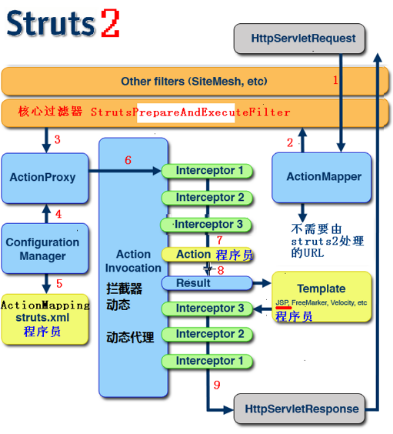 Struts 2
HttpServletRequest
1
Other filters (SiteMesh, etc)
核心过滤器 StrutsPrepareAndExecuteFilter
3
6
2
ActionProxy
Interceptor 1
ActionMapper
4
Interceptor 2
Configuration
Manager
Interceptor 3
不需要由
struts2处理
的URL
7
Action
Invocation
Action 程序员
5
8
拦截器
动态
Result
Template
JSP, FreeMarker, Velocity, etc
程序员
ActionMapping
struts.xml
程序员
Interceptor 3
动态代理
Interceptor 2
Interceptor 1
9
HttpServletResponse